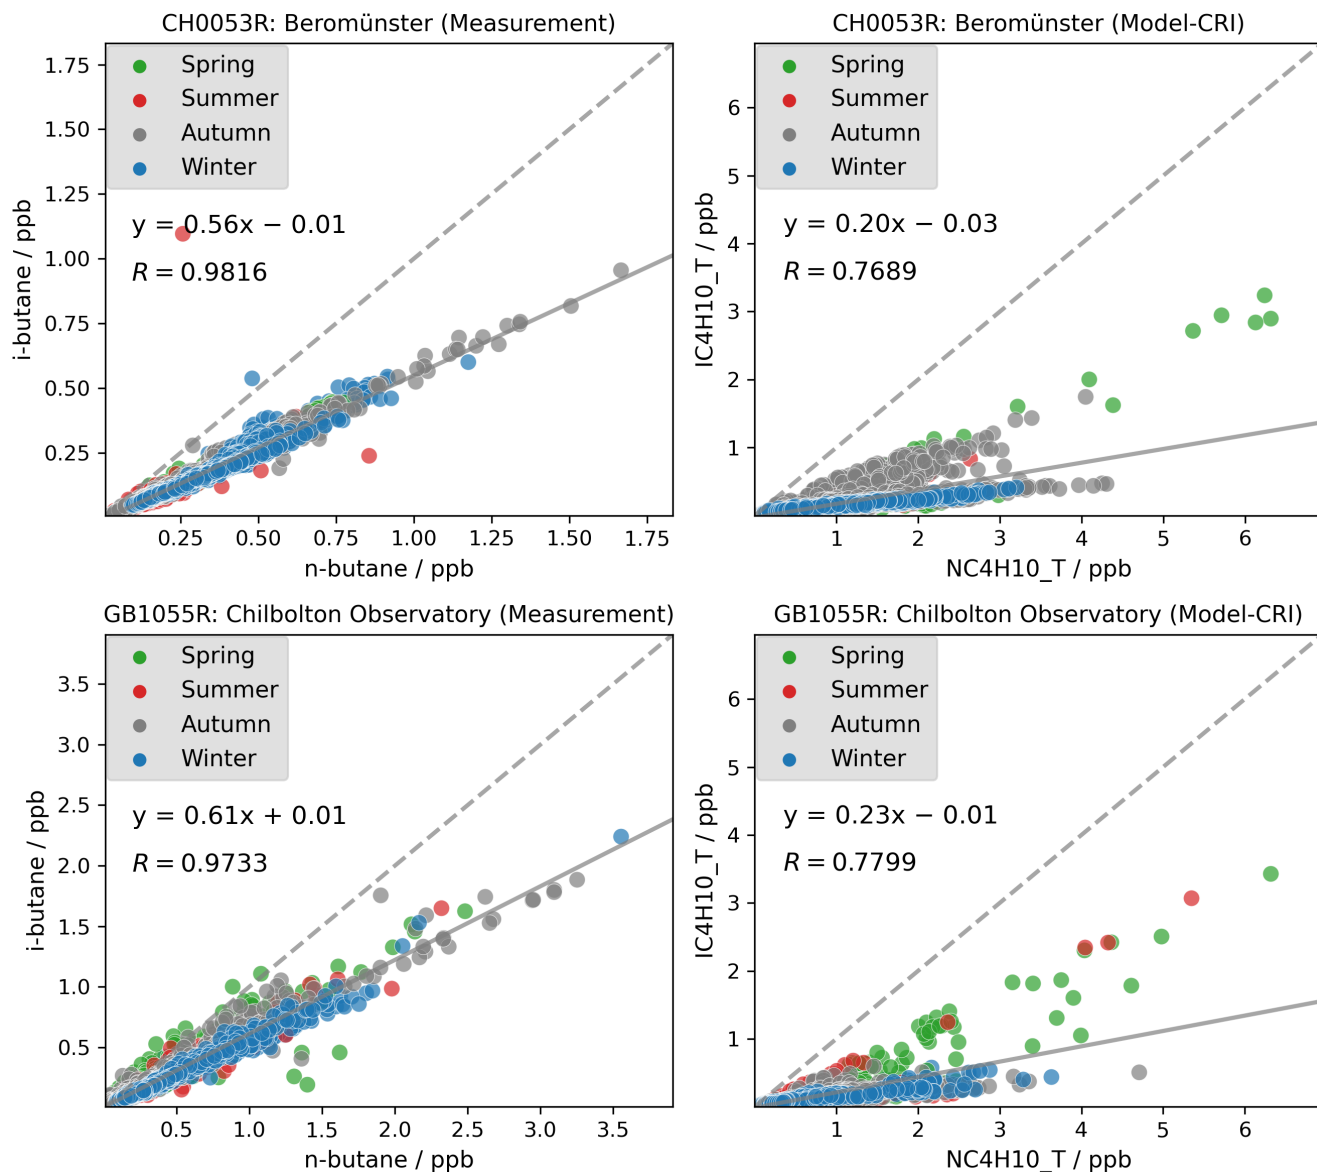 CH0053R: Beromünster (Measurement)
Spring
Summer
Autumn
Winter
y = 0.56x − 0.01
R = 0.9816
1.75
1.50
1.25
1.00
0.75
0.50
0.25
0.25 0.50 0.75 1.00 1.25 1.50 1.75
i-butane / ppb
n-butane / ppb
CH0053R: Beromünster (Model-CRI)
Spring
Summer
Autumn
Winter
y = 0.20x − 0.03
R = 0.7689
6
5
4
3
2
1
1 2 3 4 5 6
IC4H10_T / ppb
NC4H10_T / ppb
GB1055R: Chilbolton Observatory (Measurement)
Spring
Summer
Autumn
Winter
y = 0.61x + 0.01
R = 0.9733
3.5
3.0
2.5
2.0
1.5
1.0
0.5
0.5 1.0 1.5 2.0 2.5 3.0 3.5
i-butane / ppb
n-butane / ppb
GB1055R: Chilbolton Observatory (Model-CRI)
Spring
Summer
Autumn
Winter
y = 0.23x − 0.01
R = 0.7799
6
5
4
3
2
1
1 2 3 4 5 6
IC4H10_T / ppb
NC4H10_T / ppb